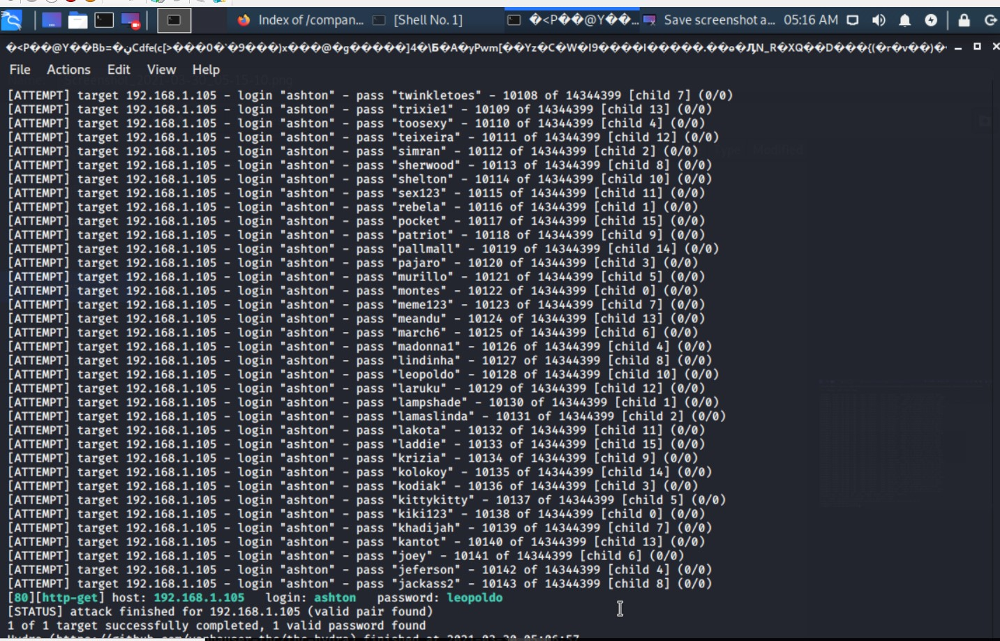 Index of /compan...
[Shell No. 1]
Save screenshot a...
05:16 AM
File Actions Edit View Help
[ATTEMPT] target 192.168.1.105 - login "ashton" - pass "twinkletoes" - 10108 of 14344399 [child 7] (0/0)
[ATTEMPT] target 192.168.1.105 - login "ashton" - pass "trixie1" - 10109 of 14344399 [child 13] (0/0)
[ATTEMPT] target 192.168.1.105 - login "ashton" - pass "toosexy" - 10110 of 14344399 [child 4] (0/0)
[ATTEMPT] target 192.168.1.105 - login "ashton" - pass "teixeira" - 10111 of 14344399 [child 12] (0/0)
[ATTEMPT] target 192.168.1.105 - login "ashton" - pass "simran" - 10112 of 14344399 [child 2] (0/0)
[ATTEMPT] target 192.168.1.105 - login "ashton" - pass "sherwood" - 10113 of 14344399 [child 8] (0/0)
[ATTEMPT] target 192.168.1.105 - login "ashton" - pass "shelton" - 10114 of 14344399 [child 10] (0/0)
[ATTEMPT] target 192.168.1.105 - login "ashton" - pass "sex123" - 10115 of 14344399 [child 11] (0/0)
[ATTEMPT] target 192.168.1.105 - login "ashton" - pass "rebela" - 10116 of 14344399 [child 1] (0/0)
[ATTEMPT] target 192.168.1.105 - login "ashton" - pass "pocket" - 10117 of 14344399 [child 15] (0/0)
[ATTEMPT] target 192.168.1.105 - login "ashton" - pass "patriot" - 10118 of 14344399 [child 9] (0/0)
[ATTEMPT] target 192.168.1.105 - login "ashton" - pass "pallmall" - 10119 of 14344399 [child 14] (0/0)
[ATTEMPT] target 192.168.1.105 - login "ashton" - pass "pajaro" - 10120 of 14344399 [child 3] (0/0)
[ATTEMPT] target 192.168.1.105 - login "ashton" - pass "murillo" - 10121 of 14344399 [child 5] (0/0)
[ATTEMPT] target 192.168.1.105 - login "ashton" - pass "montes" - 10122 of 14344399 [child 0] (0/0)
[ATTEMPT] target 192.168.1.105 - login "ashton" - pass "meme123" - 10123 of 14344399 [child 7] (0/0)
[ATTEMPT] target 192.168.1.105 - login "ashton" - pass "meandu" - 10124 of 14344399 [child 13] (0/0)
[ATTEMPT] target 192.168.1.105 - login "ashton" - pass "march6" - 10125 of 14344399 [child 6] (0/0)
[ATTEMPT] target 192.168.1.105 - login "ashton" - pass "madonna1" - 10126 of 14344399 [child 4] (0/0)
[ATTEMPT] target 192.168.1.105 - login "ashton" - pass "lindinha" - 10127 of 14344399 [child 8] (0/0)
[ATTEMPT] target 192.168.1.105 - login "ashton" - pass "leopoldo" - 10128 of 14344399 [child 10] (0/0)
[ATTEMPT] target 192.168.1.105 - login "ashton" - pass "laruku" - 10129 of 14344399 [child 12] (0/0)
[ATTEMPT] target 192.168.1.105 - login "ashton" - pass "lampshade" - 10130 of 14344399 [child 1] (0/0)
[ATTEMPT] target 192.168.1.105 - login "ashton" - pass "lamaslinda" - 10131 of 14344399 [child 2] (0/0)
[ATTEMPT] target 192.168.1.105 - login "ashton" - pass "lakota" - 10132 of 14344399 [child 11] (0/0)
[ATTEMPT] target 192.168.1.105 - login "ashton" - pass "laddie" - 10133 of 14344399 [child 15] (0/0)
[ATTEMPT] target 192.168.1.105 - login "ashton" - pass "krizia" - 10134 of 14344399 [child 9] (0/0)
[ATTEMPT] target 192.168.1.105 - login "ashton" - pass "kolokoy" - 10135 of 14344399 [child 14] (0/0)
[ATTEMPT] target 192.168.1.105 - login "ashton" - pass "kodiak" - 10136 of 14344399 [child 3] (0/0)
[ATTEMPT] target 192.168.1.105 - login "ashton" - pass "kittykitty" - 10137 of 14344399 [child 5] (0/0)
[ATTEMPT] target 192.168.1.105 - login "ashton" - pass "kiki123" - 10138 of 14344399 [child 0] (0/0)
[ATTEMPT] target 192.168.1.105 - login "ashton" - pass "khadijah" - 10139 of 14344399 [child 7] (0/0)
[ATTEMPT] target 192.168.1.105 - login "ashton" - pass "kantot" - 10140 of 14344399 [child 13] (0/0)
[ATTEMPT] target 192.168.1.105 - login "ashton" - pass "joey" - 10141 of 14344399 [child 6] (0/0)
[ATTEMPT] target 192.168.1.105 - login "ashton" - pass "jeferson" - 10142 of 14344399 [child 4] (0/0)
[ATTEMPT] target 192.168.1.105 - login "ashton" - pass "jackass2" - 10143 of 14344399 [child 8] (0/0)
[80][http-get] host: 192.168.1.105 login: ashton password: leopoldo
[STATUS] attack finished for 192.168.1.105 (valid pair found)
1 of 1 target successfully completed, 1 valid password found
Hydra (https://github.com/vanhauser-thc/thc-hydra) finished at 2021-03-30 05:06:57